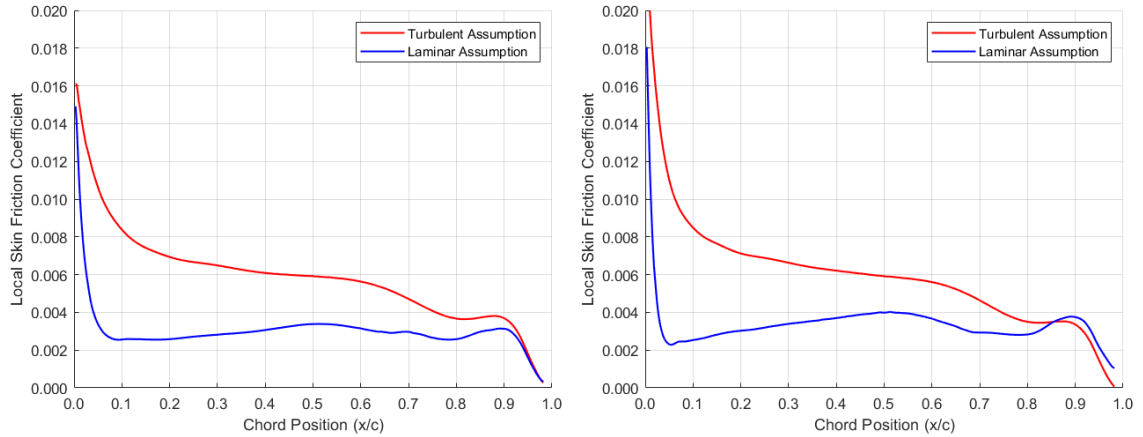 0.020
0.018
0.016
0.014
0.012
0.010
0.008
0.006
0.004
0.002
0.000
Local Skin Friction Coefficient
Turbulent Assumption
Laminar Assumption
0.0 0.1 0.2 0.3 0.4 0.5 0.6 0.7 0.8 0.9 1.0
Chord Position (x/c)
0.020
0.018
0.016
0.014
0.012
0.010
0.008
0.006
0.004
0.002
0.000
Local Skin Friction Coefficient
Turbulent Assumption
Laminar Assumption
0.0 0.1 0.2 0.3 0.4 0.5 0.6 0.7 0.8 0.9 1.0
Chord Position (x/c)